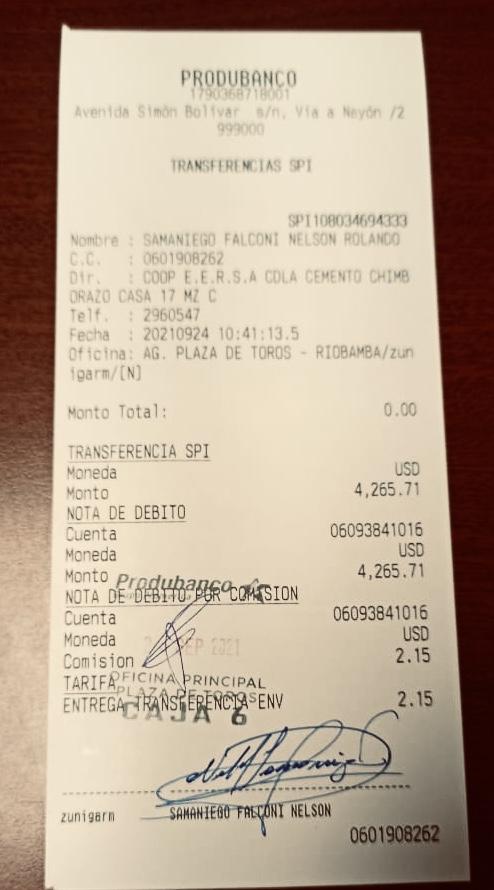 PRODUBANCO
1790368718001
Avenida Simón Bolívar s/n, Vía a Nayón /2
999000
TRANSFERENCIAS SPI
SPI108034694333
Nombre : SAMANIEGO FALCONI NELSON ROLANDO
C.C. : 0601908262
Dir. : COOP E.E.R.S.A CDLA CEMENTO CHIMB
ORAZO CASA 17 MZ C
Telf. : 2960547
Fecha : 20210924 10:41:13.5
Oficina: AG. PLAZA DE TOROS - RIOBAMBA/zun
igarm/[N]
Monto Total: 0.00
TRANSFERENCIA SPI
Moneda USD
Monto 4,265.71
NOTA DE DEBITO
Cuenta 06093841016
Moneda USD
Monto 4,265.71
Produbanco
NOTA DE DEBITO POR COMISION
Cuenta 06093841016
Moneda USD
SEP 2021
Comision 2.15
OFICINA PRINCIPAL
TARIFA
PLAZA DE TOROS
ENTREGA TRANSFERENCIA ENV 2.15
CAJA 6
zunigarm SAMANIEGO FALCONI NELSON
0601908262